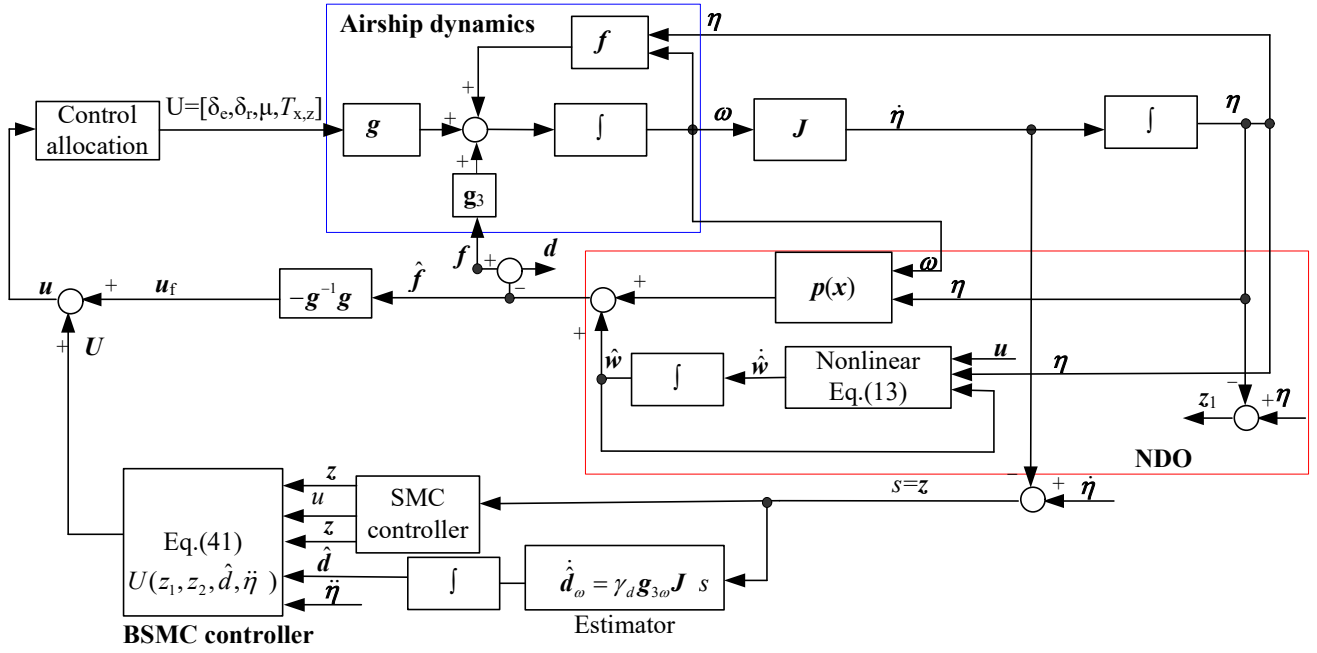 Airship dynamics
η
f
+
Control
allocation
U=[δe,δr,μ,Tx,z]
g
+
∫
ω
J
η̇
∫
η
+
g3
f
+
d
−
f̂
−g⁻¹g
uf
+
u
+
U
+
p(x)
ω
η
+
ŵ
∫
ŵ̇
Nonlinear
Eq.(13)
u
η
−
z1
+
η
NDO
−
s=z
+
η̇
SMC
controller
z
u
z
d̂
η̈
Eq.(41)
U(z1,z2,d̂,η̈ )
∫
d̂̇ω = γd g3ω J s
Estimator
BSMC controller